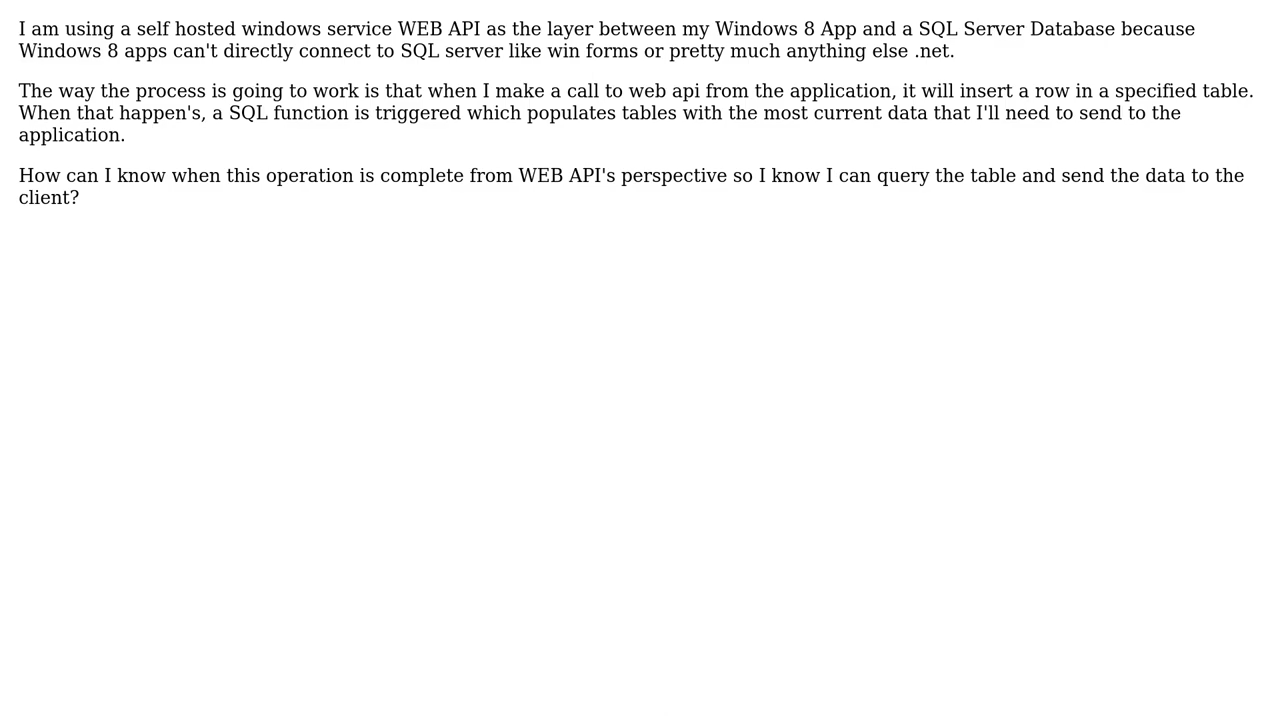 I am using a self hosted windows service WEB API as the layer between my Windows 8 App and a SQL Server Database because
Windows 8 apps can't directly connect to SQL server like win forms or pretty much anything else .net.
The way the process is going to work is that when I make a call to web api from the application, it will insert a row in a specified table.
When that happen's, a SQL function is triggered which populates tables with the most current data that I'll need to send to the
application.
How can I know when this operation is complete from WEB API's perspective so I know I can query the table and send the data to the
client?